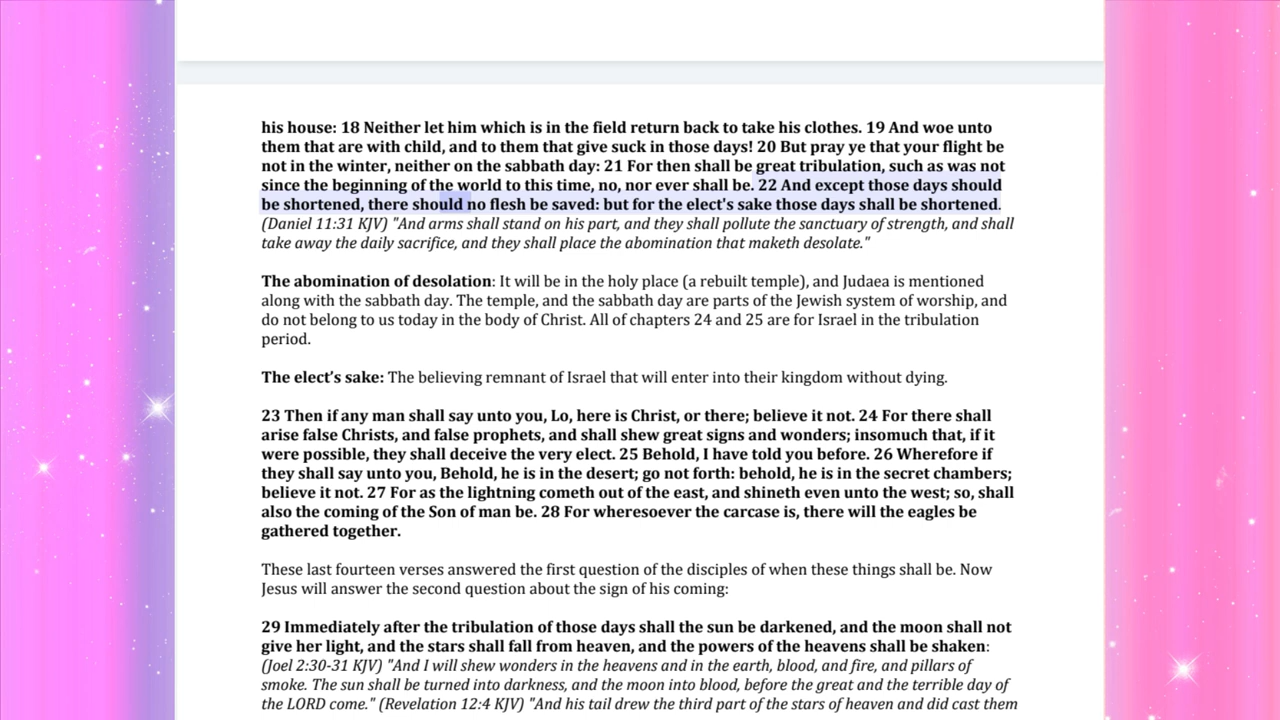 his house: 18 Neither let him which is in the field return back to take his clothes. 19 And woe unto
them that are with child, and to them that give suck in those days! 20 But pray ye that your flight be
not in the winter, neither on the sabbath day: 21 For then shall be great tribulation, such as was not
since the beginning of the world to this time, no, nor ever shall be. 22 And except those days should
be shortened, there should no flesh be saved: but for the elect's sake those days shall be shortened.
(Daniel 11:31 KJV) "And arms shall stand on his part, and they shall pollute the sanctuary of strength, and shall
take away the daily sacrifice, and they shall place the abomination that maketh desolate."
The abomination of desolation: It will be in the holy place (a rebuilt temple), and Judaea is mentioned
along with the sabbath day. The temple, and the sabbath day are parts of the Jewish system of worship, and
do not belong to us today in the body of Christ. All of chapters 24 and 25 are for Israel in the tribulation
period.
The elect’s sake: The believing remnant of Israel that will enter into their kingdom without dying.
23 Then if any man shall say unto you, Lo, here is Christ, or there; believe it not. 24 For there shall
arise false Christs, and false prophets, and shall shew great signs and wonders; insomuch that, if it
were possible, they shall deceive the very elect. 25 Behold, I have told you before. 26 Wherefore if
they shall say unto you, Behold, he is in the desert; go not forth: behold, he is in the secret chambers;
believe it not. 27 For as the lightning cometh out of the east, and shineth even unto the west; so, shall
also the coming of the Son of man be. 28 For wheresoever the carcase is, there will the eagles be
gathered together.
These last fourteen verses answered the first question of the disciples of when these things shall be. Now
Jesus will answer the second question about the sign of his coming:
29 Immediately after the tribulation of those days shall the sun be darkened, and the moon shall not
give her light, and the stars shall fall from heaven, and the powers of the heavens shall be shaken:
(Joel 2:30-31 KJV) "And I will shew wonders in the heavens and in the earth, blood, and fire, and pillars of
smoke. The sun shall be turned into darkness, and the moon into blood, before the great and the terrible day of
the LORD come." (Revelation 12:4 KJV) "And his tail drew the third part of the stars of heaven and did cast them